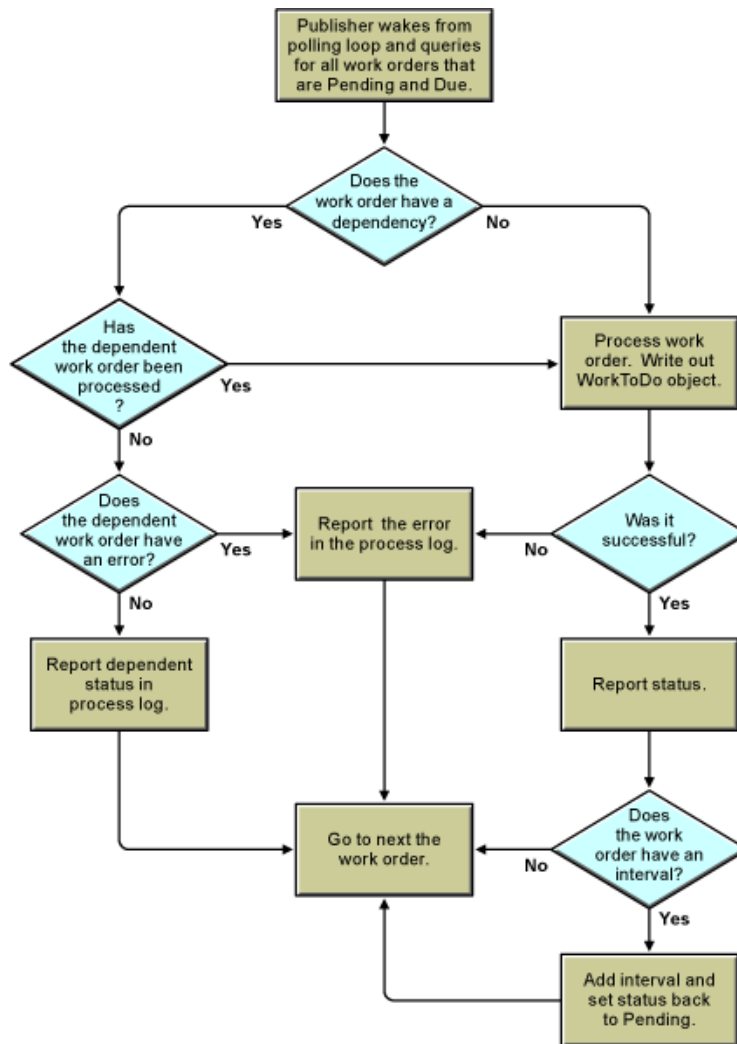 Publisher wakes from
polling loop and queries
for all work orders that
are Pending and Due.
Does the
work order have a
dependency?
Yes
No
Has
the dependent
work order been
processed
?
Yes
No
Process work
order. Write out
WorkToDo object.
Does
the dependent
work order have
an error?
Yes
No
Report the error
in the process log.
Was it
successful?
No
Yes
Report dependent
status in
process log.
Report status.
Go to next the
work order.
Does
the work
order have an
interval?
No
Yes
Add interval and
set status back
to Pending.